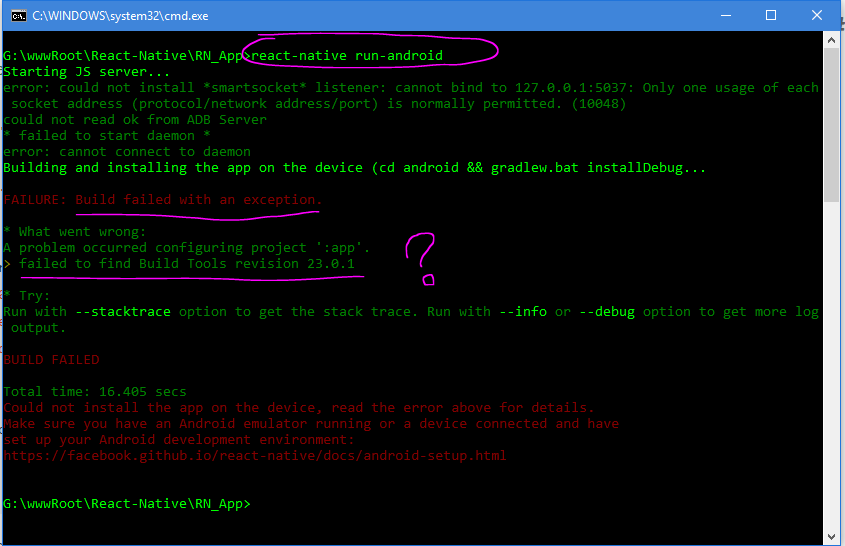 C:\WINDOWS\system32\cmd.exe
G:\wwwRoot\React-Native\RN_App>react-native run-android
Starting JS server...
error: could not install *smartsocket* listener: cannot bind to 127.0.0.1:5037: Only one usage of each
socket address (protocol/network address/port) is normally permitted. (10048)
could not read ok from ADB Server
* failed to start daemon *
error: cannot connect to daemon
Building and installing the app on the device (cd android && gradlew.bat installDebug...
FAILURE: Build failed with an exception.
* What went wrong:
A problem occurred configuring project ':app'.
> failed to find Build Tools revision 23.0.1
?
* Try:
Run with --stacktrace option to get the stack trace. Run with --info or --debug option to get more log
output.
BUILD FAILED
Total time: 16.405 secs
Could not install the app on the device, read the error above for details.
Make sure you have an Android emulator running or a device connected and have
set up your Android development environment:
https://facebook.github.io/react-native/docs/android-setup.html
G:\wwwRoot\React-Native\RN_App>